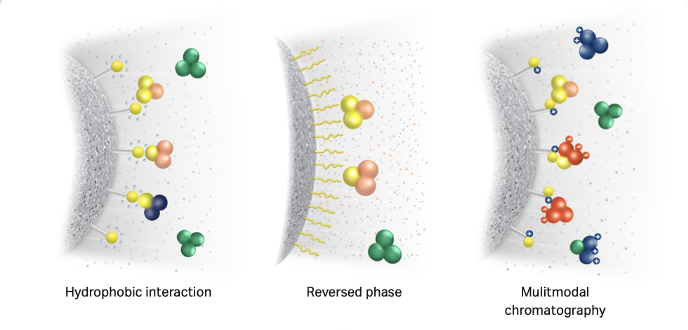 Hydrophobic interaction
Reversed phase
Mulitmodal
chromatography